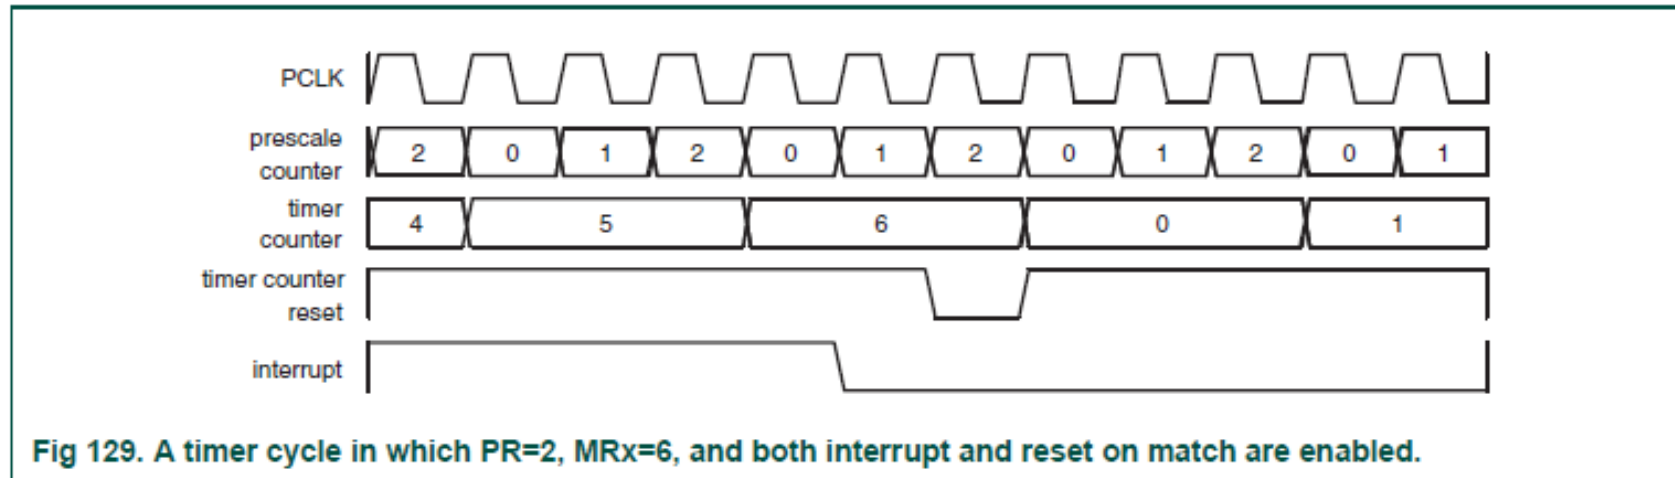 PCLK
prescale
counter
2 0 1 2 0 1 2 0 1 2 0 1
timer
counter
4 5 6 0 1
timer counter
reset
interrupt
Fig 129. A timer cycle in which PR=2, MRx=6, and both interrupt and reset on match are enabled.